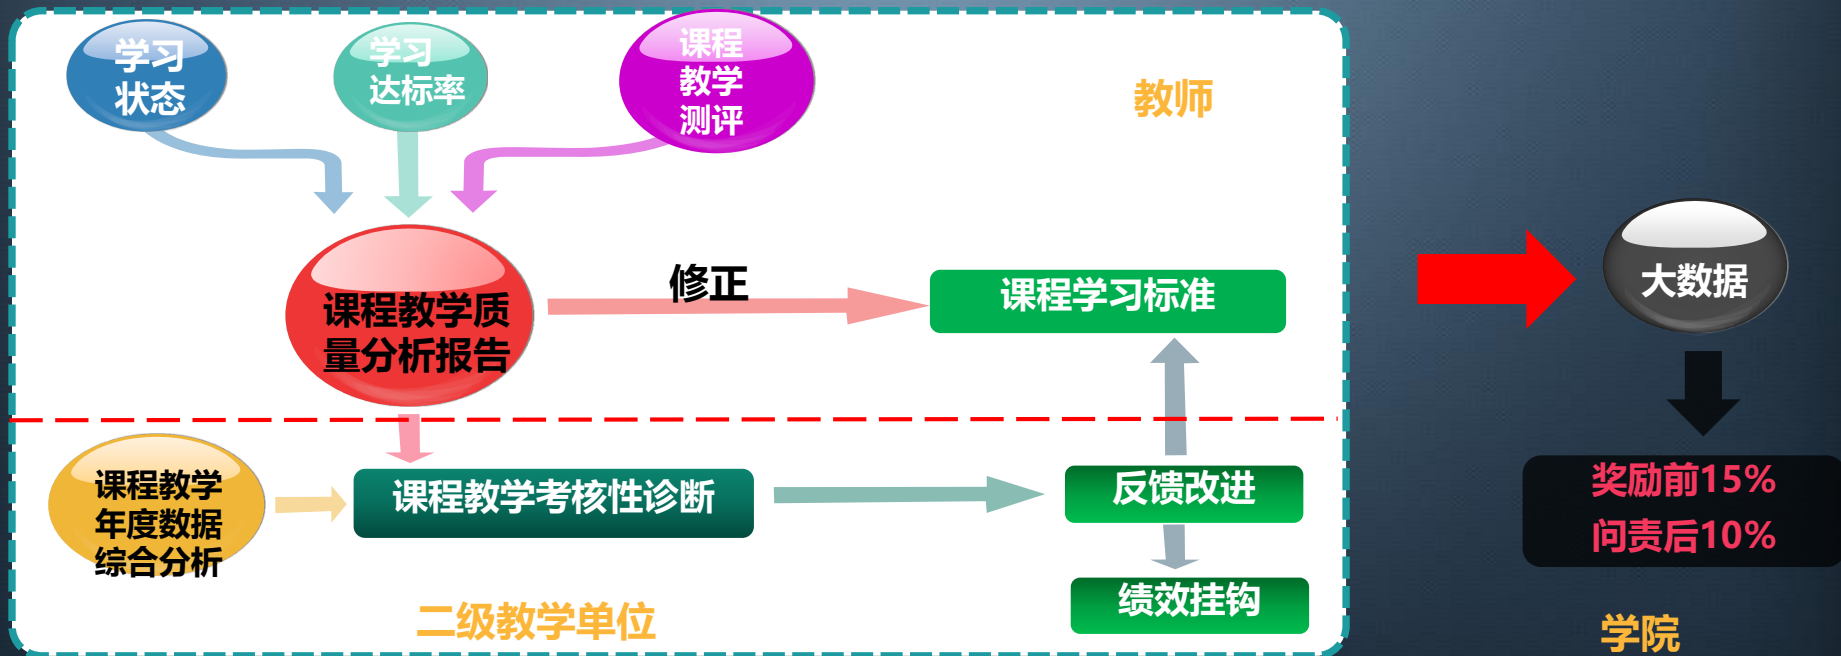 学习
状态
学习
达标率
课程
教学
测评
教师
课程教学质
量分析报告
修正
课程学习标准
大数据
课程教学
年度数据
综合分析
课程教学考核性诊断
反馈改进
绩效挂钩
奖励前15%
问责后10%
二级教学单位
学院